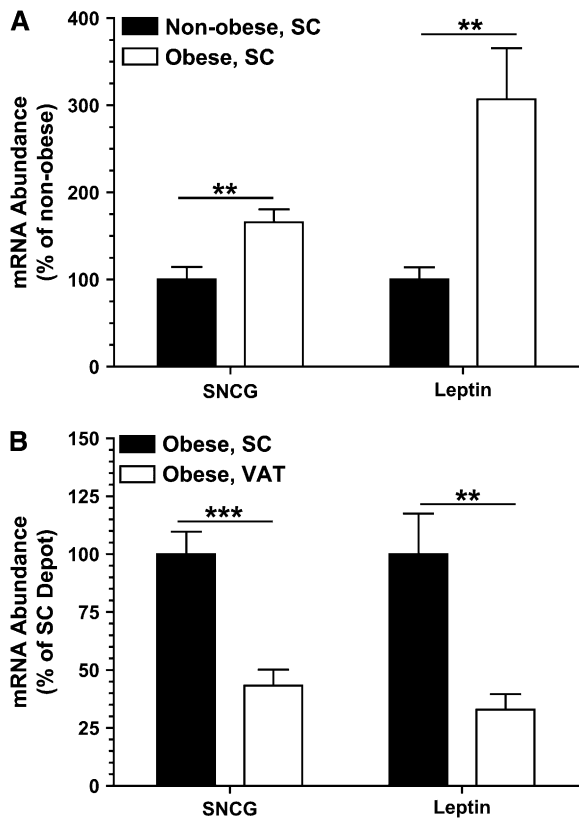 A
Non-obese, SC
Obese, SC
mRNA Abundance
(% of non-obese)
400
300
200
100
0
**
**
SNCG
Leptin
B
Obese, SC
Obese, VAT
mRNA Abundance
(% of SC Depot)
150
125
100
75
50
25
0
***
**
SNCG
Leptin